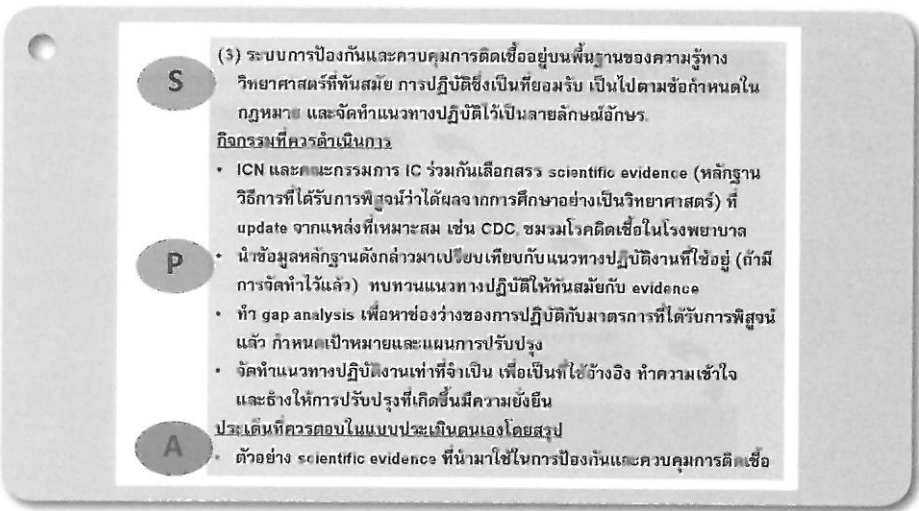 S
(3) ระบบการป้องกันและควบคุมการติดเชื้ออยู่บนพื้นฐานของความรู้ทาง
วิทยาศาสตร์ที่ทันสมัย การปฏิบัติซึ่งเป็นที่ยอมรับ เป็นไปตามข้อกำหนดใน
กฎหมาย และจัดทำแนวทางปฏิบัติไว้เป็นลายลักษณ์อักษร
กิจกรรมที่ควรดำเนินการ
• ICN และคณะกรรมการ IC ร่วมกันเลือกสรร scientific evidence (หลักฐาน
วิธีการที่ได้รับการพิสูจน์ว่าได้ผลจากการศึกษาอย่างเป็นวิทยาศาสตร์) ที่
update จากแหล่งที่เหมาะสม เช่น CDC, ชมรมโรคติดเชื้อในโรงพยาบาล
P
• นำข้อมูลหลักฐานดังกล่าวมาเปรียบเทียบกับแนวทางปฏิบัติงานที่ใช้อยู่ (ถ้ามี
การจัดทำไว้แล้ว) ทบทวนแนวทางปฏิบัติให้ทันสมัยกับ evidence
• ทำ gap analysis เพื่อหาช่องว่างของการปฏิบัติกับมาตรการที่ได้รับการพิสูจน์
แล้ว กำหนดเป้าหมายและแผนการปรับปรุง
• จัดทำแนวทางปฏิบัติงานเท่าที่จำเป็น เพื่อเป็นที่ใช้อ้างอิง ทำความเข้าใจ
และธำรงให้การปรับปรุงที่เกิดขึ้นมีความยั่งยืน
A
ประเด็นที่ควรตอบในแบบประเมินตนเองโดยสรุป
• ตัวอย่าง scientific evidence ที่นำมาใช้ในการป้องกันและควบคุมการติดเชื้อ